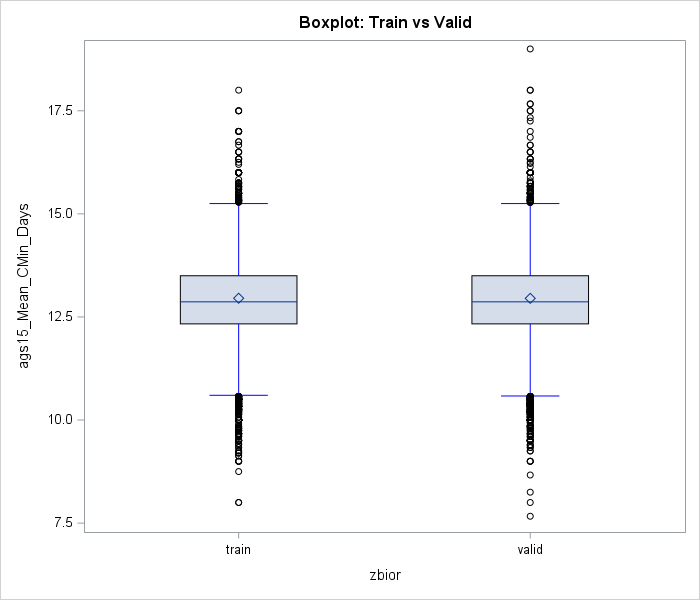 Boxplot: Train vs Valid
17.5
15.0
12.5
10.0
7.5
ags15_Mean_CMin_Days
train
valid
zbior